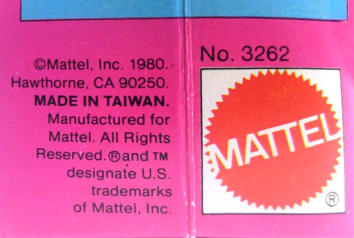 ©Mattel, Inc. 1980.
Hawthorne, CA 90250.
MADE IN TAIWAN.
Manufactured for
Mattel. All Rights
Reserved.®and ™
designate U.S.
trademarks
of Mattel, Inc.
No. 3262
MATTEL
®